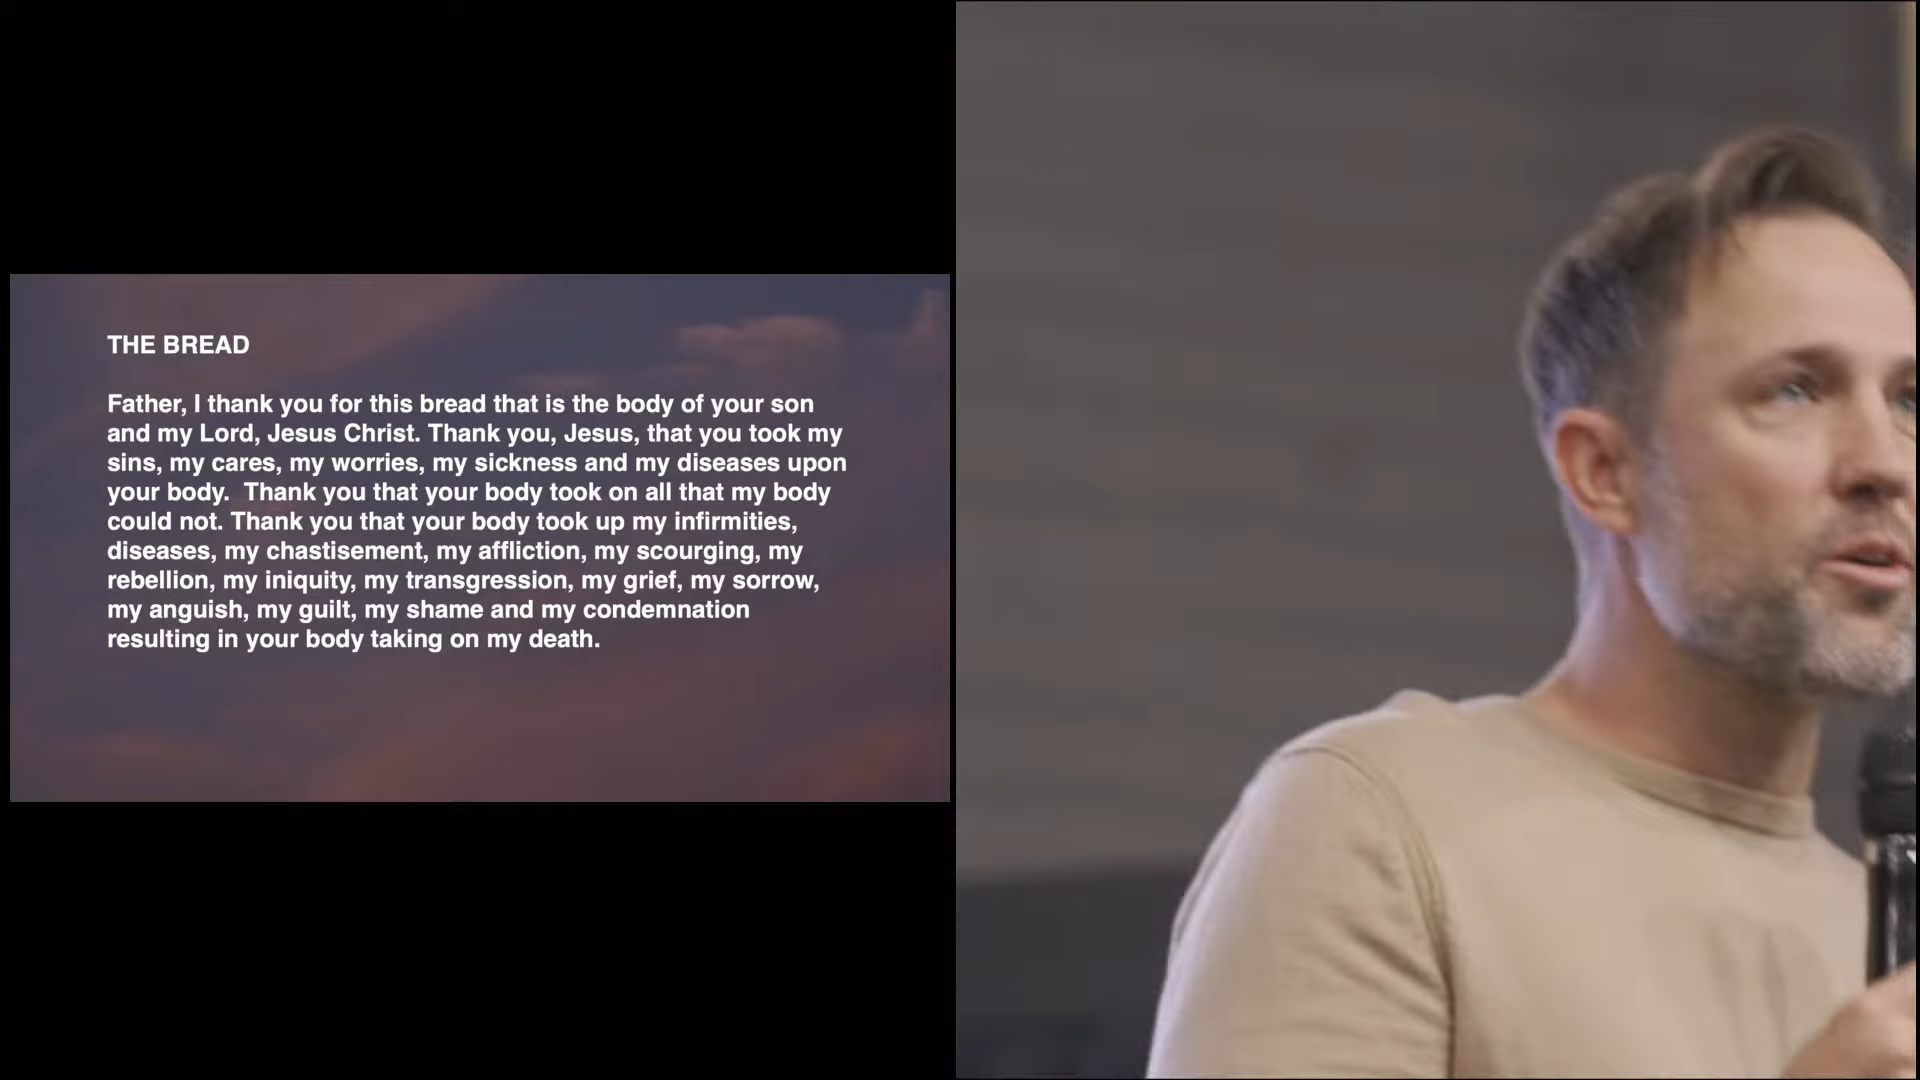 THE BREAD
Father, I thank you for this bread that is the body of your son
and my Lord, Jesus Christ. Thank you, Jesus, that you took my
sins, my cares, my worries, my sickness and my diseases upon
your body.  Thank you that your body took on all that my body
could not. Thank you that your body took up my infirmities,
diseases, my chastisement, my affliction, my scourging, my
rebellion, my iniquity, my transgression, my grief, my sorrow,
my anguish, my guilt, my shame and my condemnation
resulting in your body taking on my death.